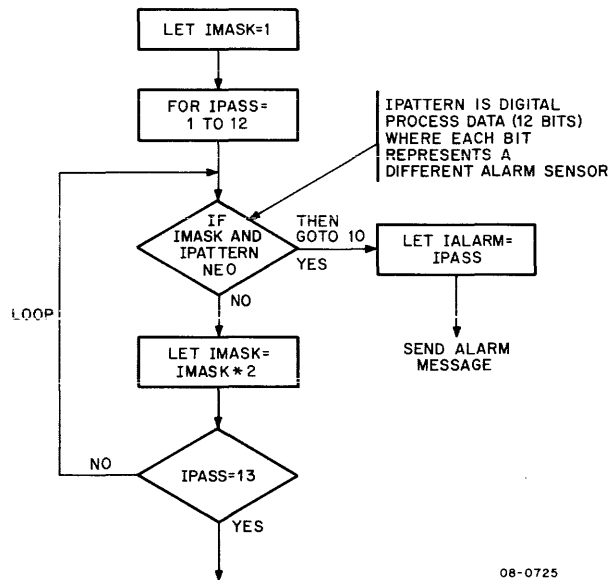 LET IMASK=1
FOR IPASS=
1 TO 12
IPATTERN IS DIGITAL
PROCESS DATA (12 BITS)
WHERE EACH BIT
REPRESENTS A
DIFFERENT ALARM SENSOR
IF
IMASK AND
IPATTERN
NEO
THEN
GOTO 10
YES
LET IALARM=
IPASS
NO
LOOP
SEND ALARM
MESSAGE
LET IMASK=
IMASK*2
NO
IPASS=13
YES
08-0725